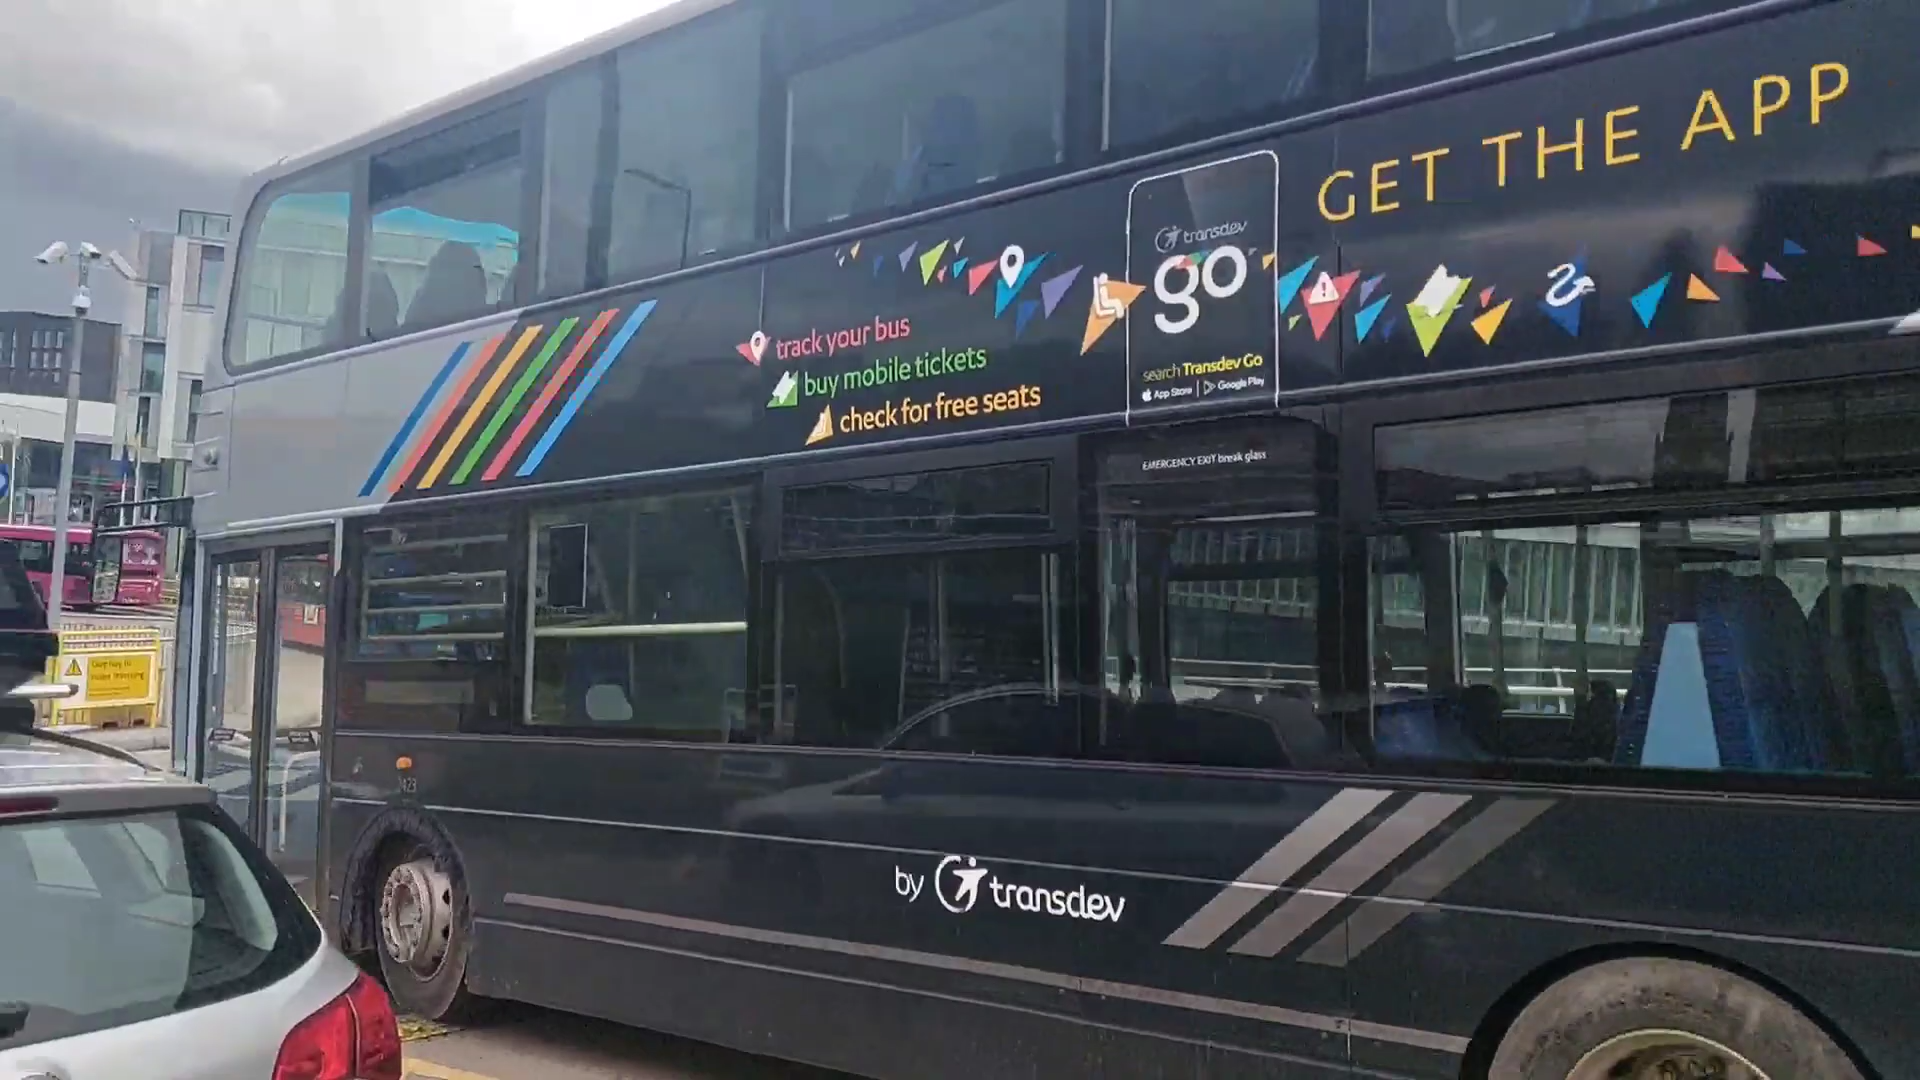 GET THE APP
transdev
go
search Transdev Go
App Store | Google Play
track your bus
buy mobile tickets
check for free seats
EMERGENCY EXIT break glass
by transdev